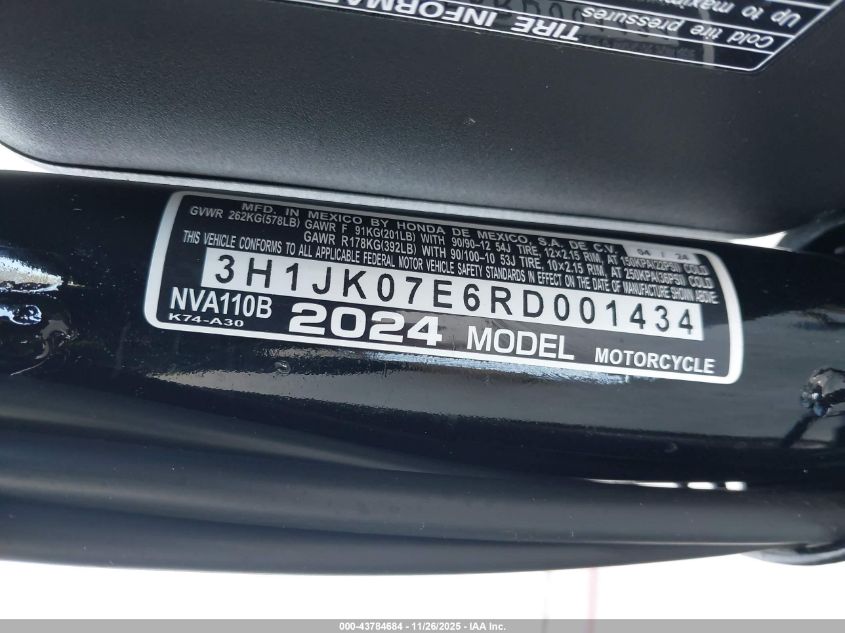 Up to maximum
Cold tire pressures
TIRE INFORMA
MFD. IN MEXICO BY HONDA DE MEXICO, S.A. DE C.V. 04 / 24
GVWR 262KG(578LB) GAWR F 91KG(201LB) WITH 90/90-12 54J TIRE, 12×2.15 RIM, AT 150KPA(22PSI) COLD
GAWR R178KG(392LB) WITH 90/100-10 53J TIRE, 10×2.15 RIM, AT 250KPA(36PSI) COLD
THIS VEHICLE CONFORMS TO ALL APPLICABLE FEDERAL MOTOR VEHICLE SAFETY STANDARDS IN EFFECT ON THE DATE OF MANUFACTURE SHOWN ABOVE.
3H1JK07E6RD001434
NVA110B 2024 MODEL MOTORCYCLE
K74-A30
000-43784684 - 11/26/2025 - IAA Inc.